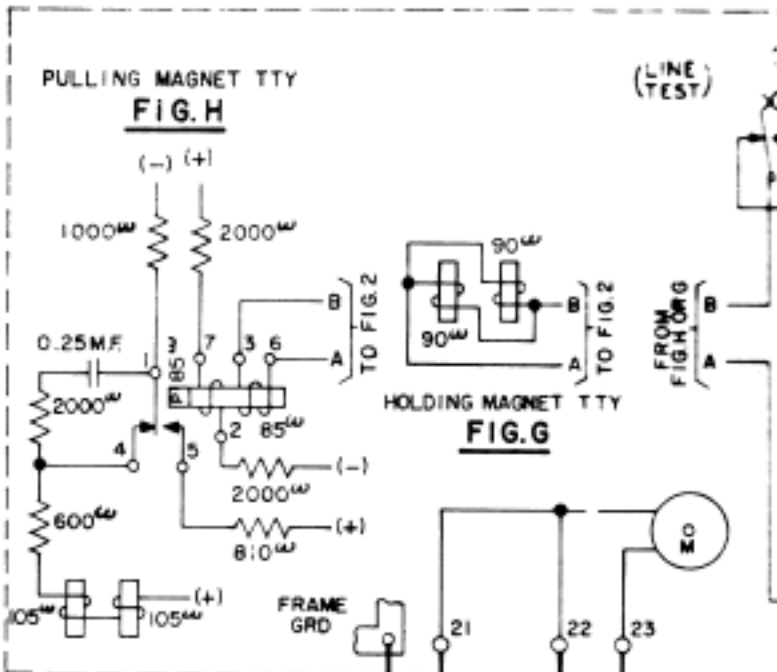 PULLING MAGNET TTY
FIG. H
(-) (+)
1000ω
2000ω
0.25 M.F.
1
85ω
7
3
6
P
2000ω
4
5
2
85ω
B
A
TO FIG. 2
2000ω
(-)
810ω
(+)
600ω
105ω
105ω
(+)
90ω
90ω
B
A
TO FIG. 2
HOLDING MAGNET TTY
FIG. G
(LINE
TEST)
FROM
FIG H OR G
B
A
M
FRAME
GRD
21
22
23